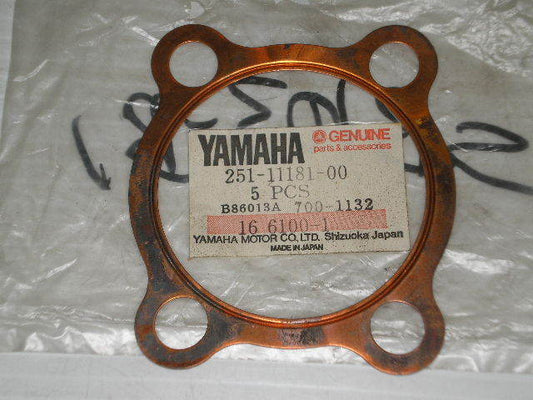 YAMAHA GENUINE
parts & accessories
251-11181-00
5 PCS
B86013A 700-1132
16 6100-1
YAMAHA MOTOR CO., LTD. Shizuoka Japan
MADE IN JAPAN